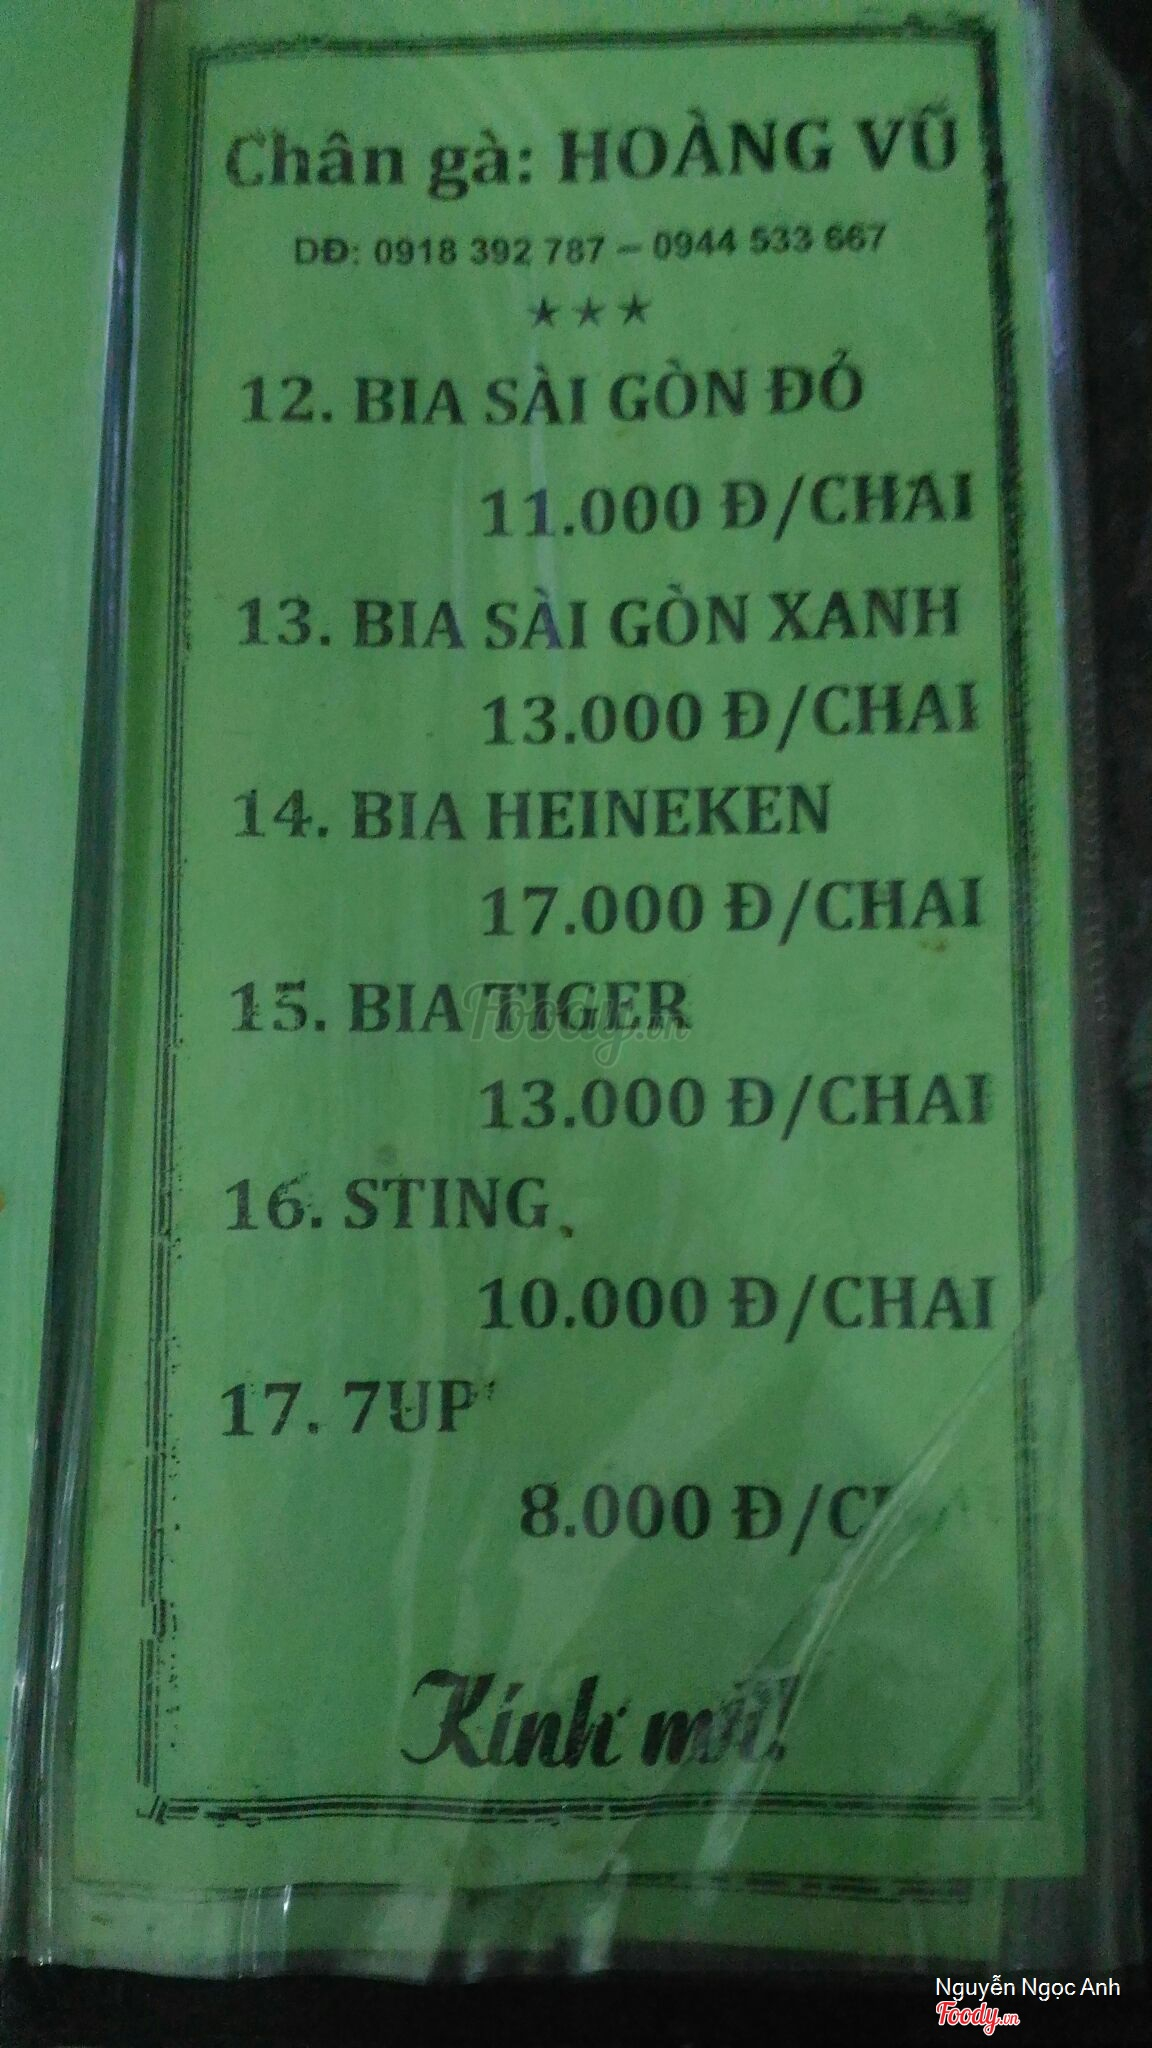 Chân gà: HOÀNG VŨ
DĐ: 0918 392 787 – 0944 533 667
★★★
12. BIA SÀI GÒN ĐỎ
11.000 Đ/CHAI
13. BIA SÀI GÒN XANH
13.000 Đ/CHAI
14. BIA HEINEKEN
17.000 Đ/CHAI
15. BIA TIGER
Foody.vn
13.000 Đ/CHAI
16. STING
10.000 Đ/CHAI
17. 7UP
8.000 Đ/
Kính mời!
Nguyễn Ngọc Anh
Foody.vn